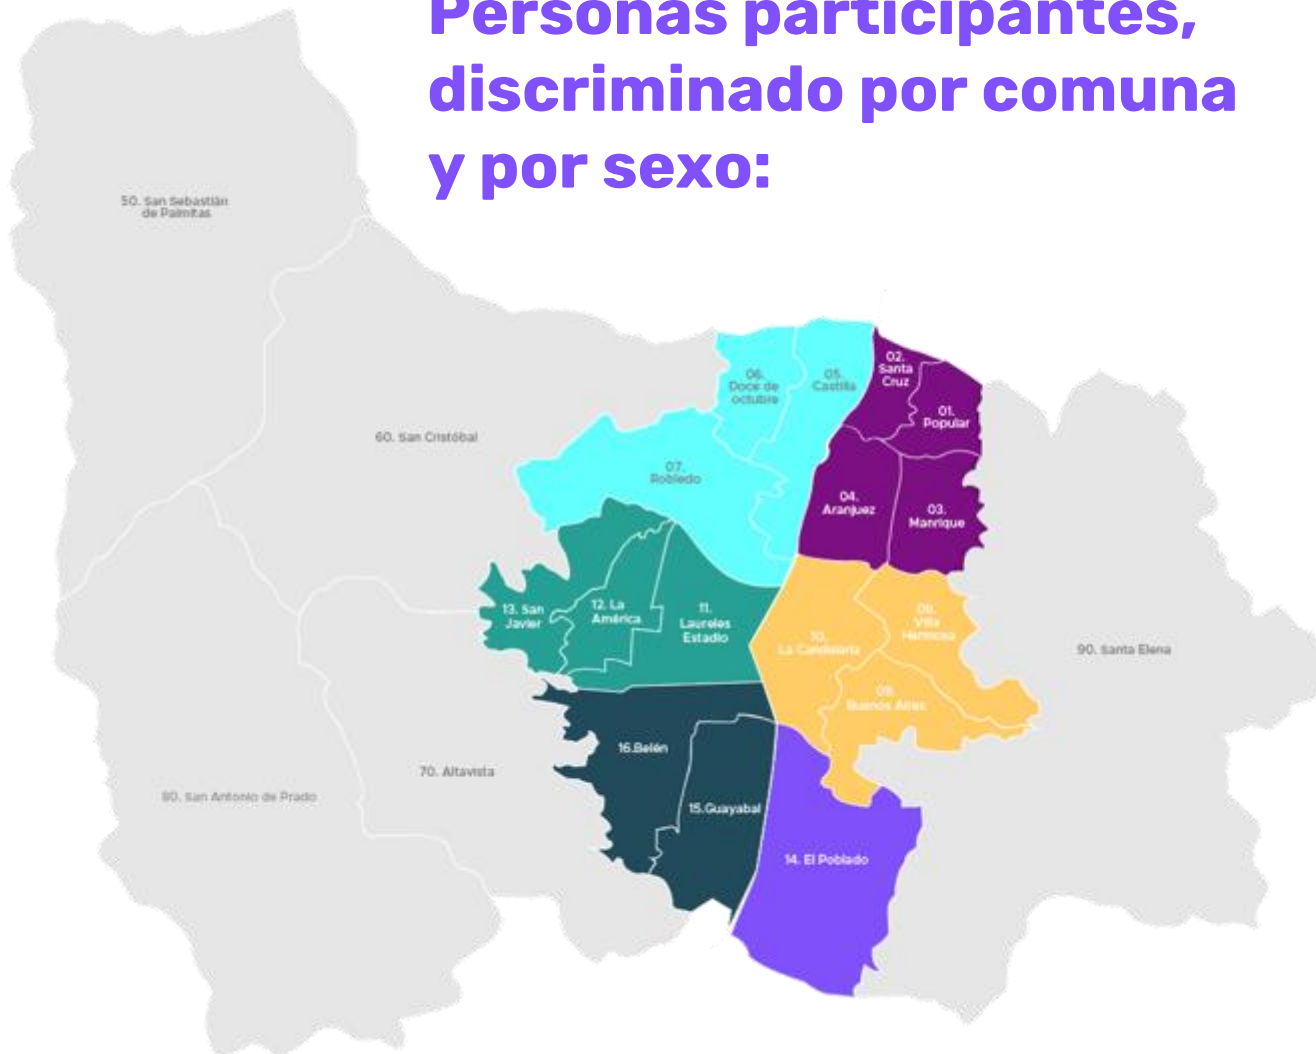 Personas participantes,
discriminado por comuna
y por sexo:
50. San Sebastián
de Palmitas
60. San Cristóbal
06.
Doce de
octubre
05.
Castilla
02.
Santa
Cruz
01.
Popular
07.
Robledo
04.
Aranjuez
03.
Manrique
13. San
Javier
12. La
América
11.
Laureles
Estadio
10.
La Candelaria
Villa
Hermosa
90. Santa Elena
Buenos Aires
16.Belén
70. Altavista
80. San Antonio de Prado
15.Guayabal
14. El Poblado